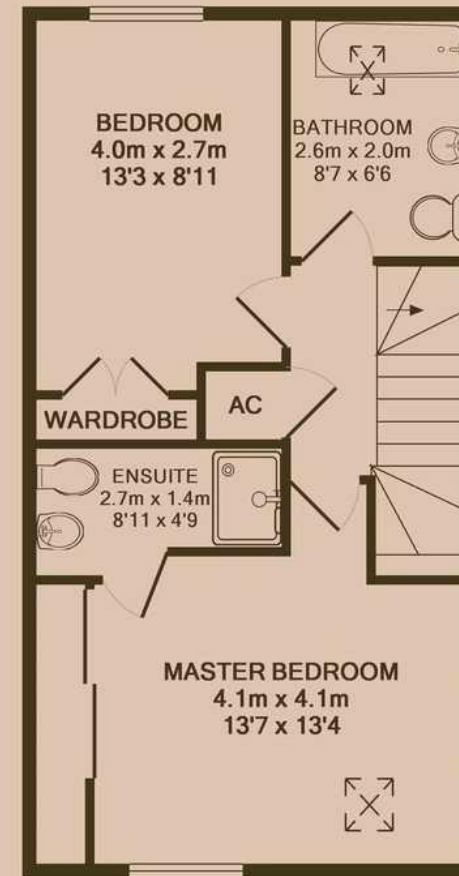 BEDROOM
4.0m x 2.7m
13'3 x 8'11
BATHROOM
2.6m x 2.0m
8'7 x 6'6
WARDROBE
AC
ENSUITE
2.7m x 1.4m
8'11 x 4'9
MASTER BEDROOM
4.1m x 4.1m
13'7 x 13'4